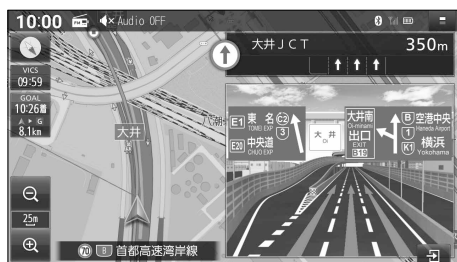 10:00 Audio OFF
VICS
09:59
GOAL
10:26着
A ▸ G
8.1km
25m
大井
八潮
70 B 首都高速湾岸線
大井JCT 350m
E1 東名 C2
TOMEI EXP 3
E20 中央道
CHUO EXP
大井
Oi
大井南
Oi-minami
出口
EXIT
B 空港中央
1 Haneda Airport
K1 横浜
Yokohama